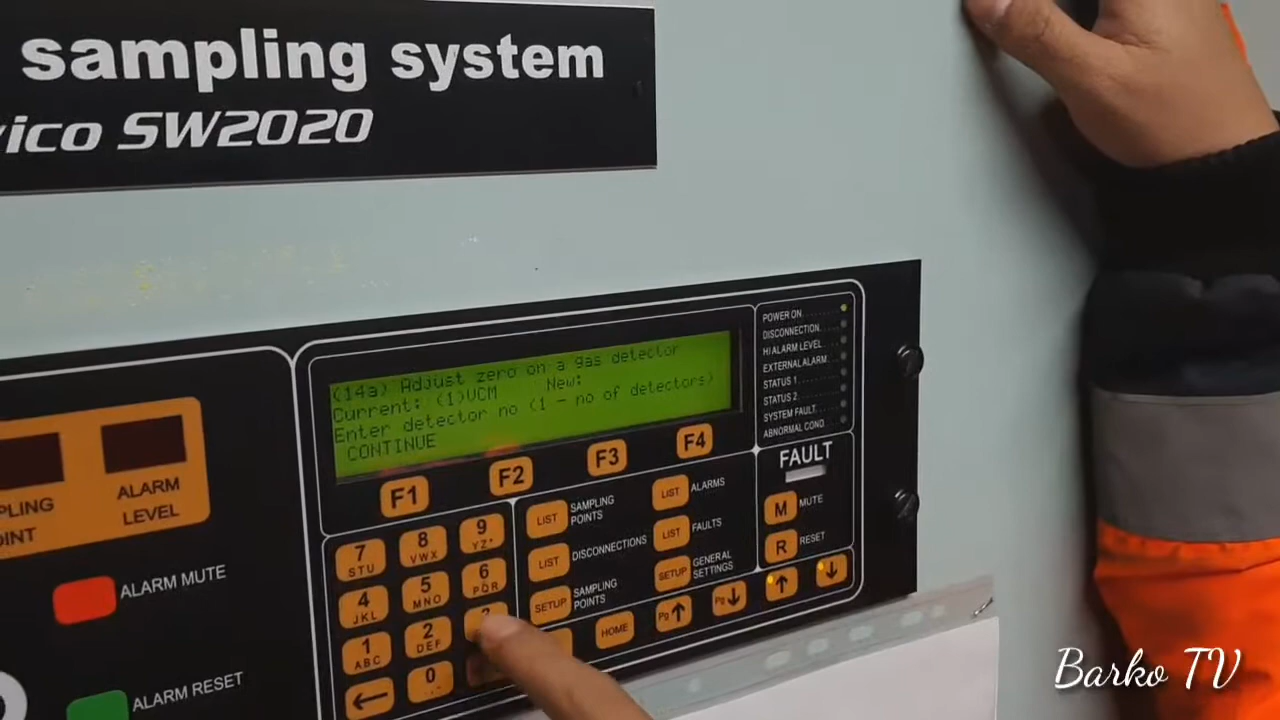 sampling system
SW2020
(14a) Adjust zero on a gas detector
Current: (1)VCM New:
Enter detector no (1 - no of detectors)
CONTINUE
POWER ON
DISCONNECTION
HI ALARM LEVEL
EXTERNAL ALARM
STATUS 1
STATUS 2
SYSTEM FAULT
ABNORMAL COND.
FAULT
M MUTE
R RESET
F1 F2 F3 F4
ALARM
LEVEL
ALARM MUTE
ALARM RESET
7 STU
8 VWX
9 YZ*
4 JKL
5 MNO
6 PQR
1 ABC
2 DEF
0
LIST SAMPLING POINTS
LIST ALARMS
LIST DISCONNECTIONS
LIST FAULTS
SETUP SAMPLING POINTS
SETUP GENERAL SETTINGS
HOME
Pg↑
Pg↓
↑
↓
←
Barko TV